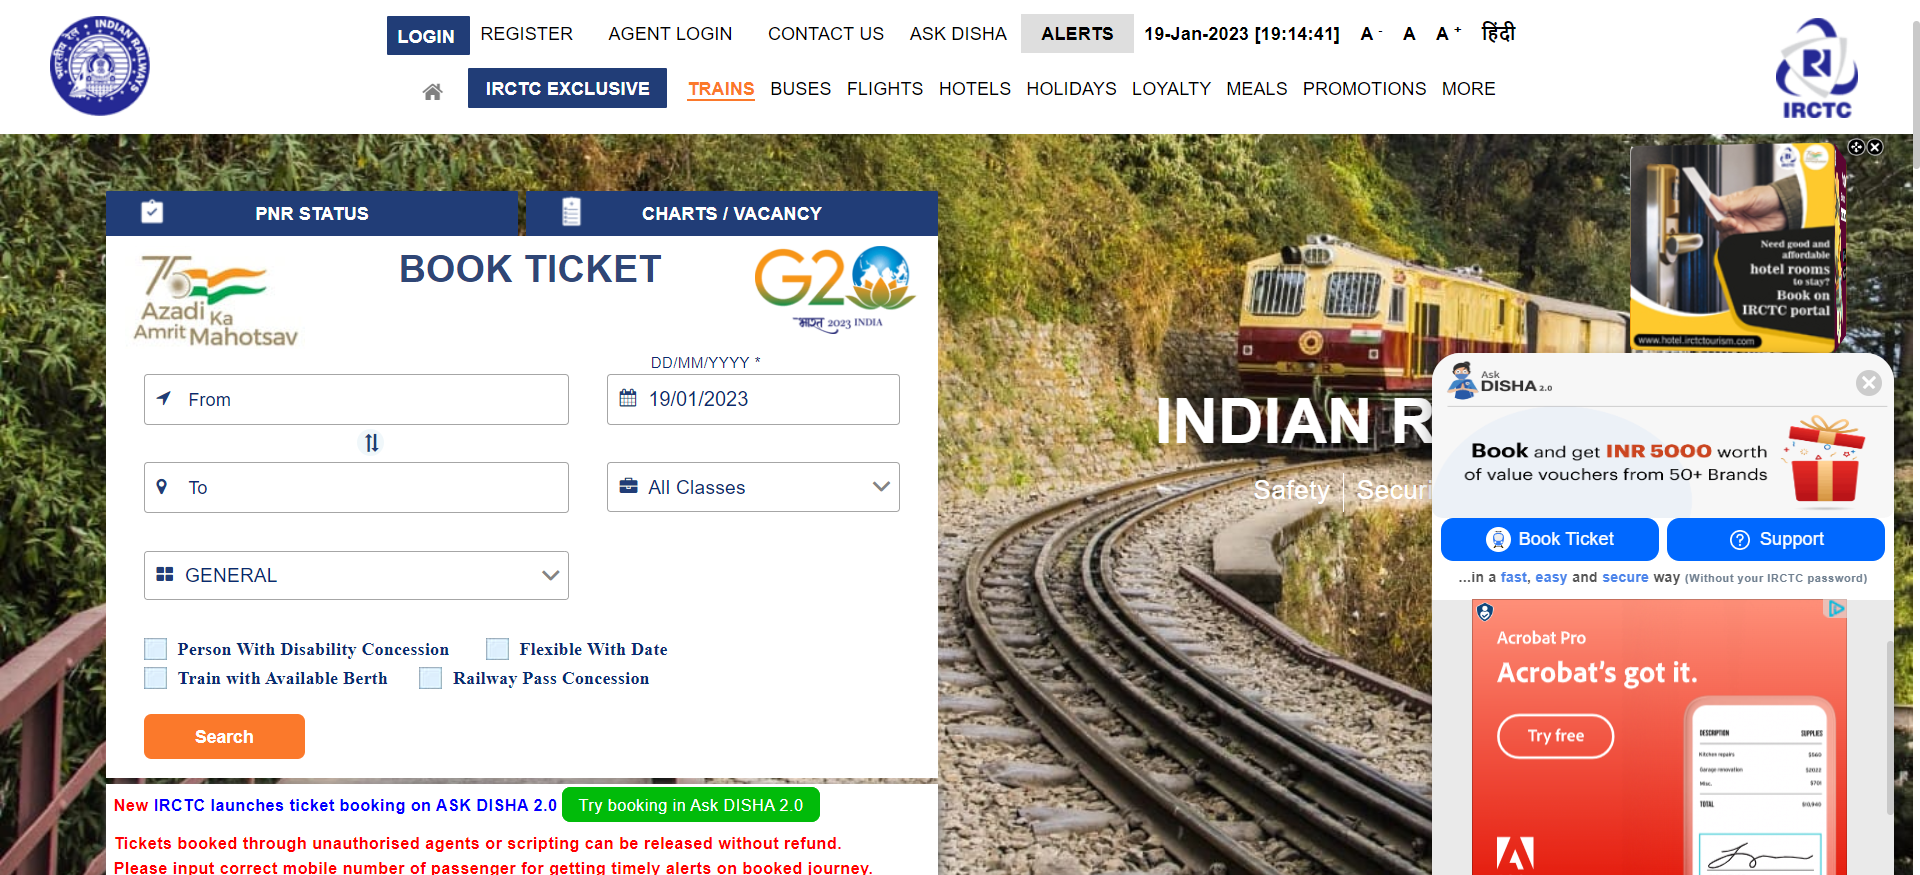 LOGIN REGISTER AGENT LOGIN CONTACT US ASK DISHA ALERTS 19-Jan-2023 [19:14:41] A - A A + हिंदी
IRCTC EXCLUSIVE TRAINS BUSES FLIGHTS HOTELS HOLIDAYS LOYALTY MEALS PROMOTIONS MORE
भारतीय रेल INDIAN RAILWAYS
IRCTC
PNR STATUS CHARTS / VACANCY
75
Azadi Ka
Amrit Mahotsav
BOOK TICKET
G20
भारत 2023 INDIA
DD/MM/YYYY *
From 19/01/2023
To All Classes
GENERAL
Person With Disability Concession Flexible With Date
Train with Available Berth Railway Pass Concession
Search
New IRCTC launches ticket booking on ASK DISHA 2.0 Try booking in Ask DISHA 2.0
Tickets booked through unauthorised agents or scripting can be released without refund.
Please input correct mobile number of passenger for getting timely alerts on booked journey.
INDIAN R
Safety Securi
Need good and
affordable
hotel rooms
to stay?
Book on
IRCTC portal
www.hotel.irctctourism.com
Ask
DISHA 2.0
Book and get INR 5000 worth
of value vouchers from 50+ Brands
Book Ticket Support
...in a fast, easy and secure way (Without your IRCTC password)
Acrobat Pro
Acrobat's got it.
Try free
DESCRIPTION SUPPLIES
Kitchen repairs $560
Garage renovation $2022
Misc. $701
TOTAL $10,940